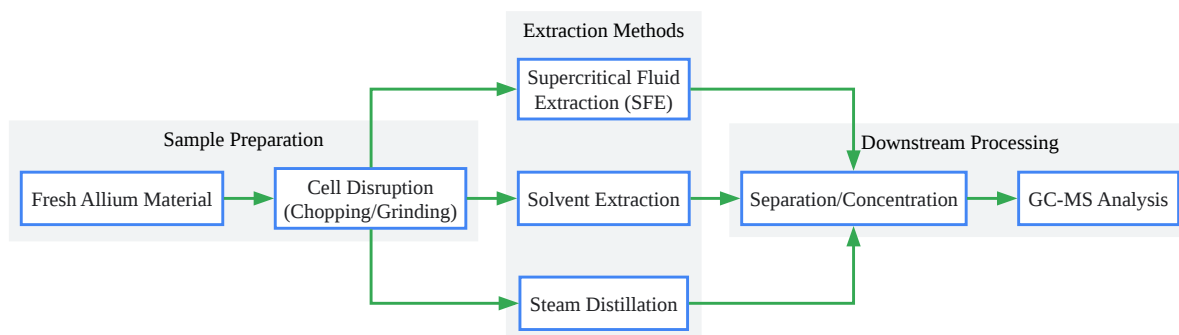 Extraction Methods
Supercritical Fluid
Extraction (SFE)
Sample Preparation
Downstream Processing
Fresh Allium Material
Cell Disruption
(Chopping/Grinding)
Solvent Extraction
Separation/Concentration
GC-MS Analysis
Steam Distillation